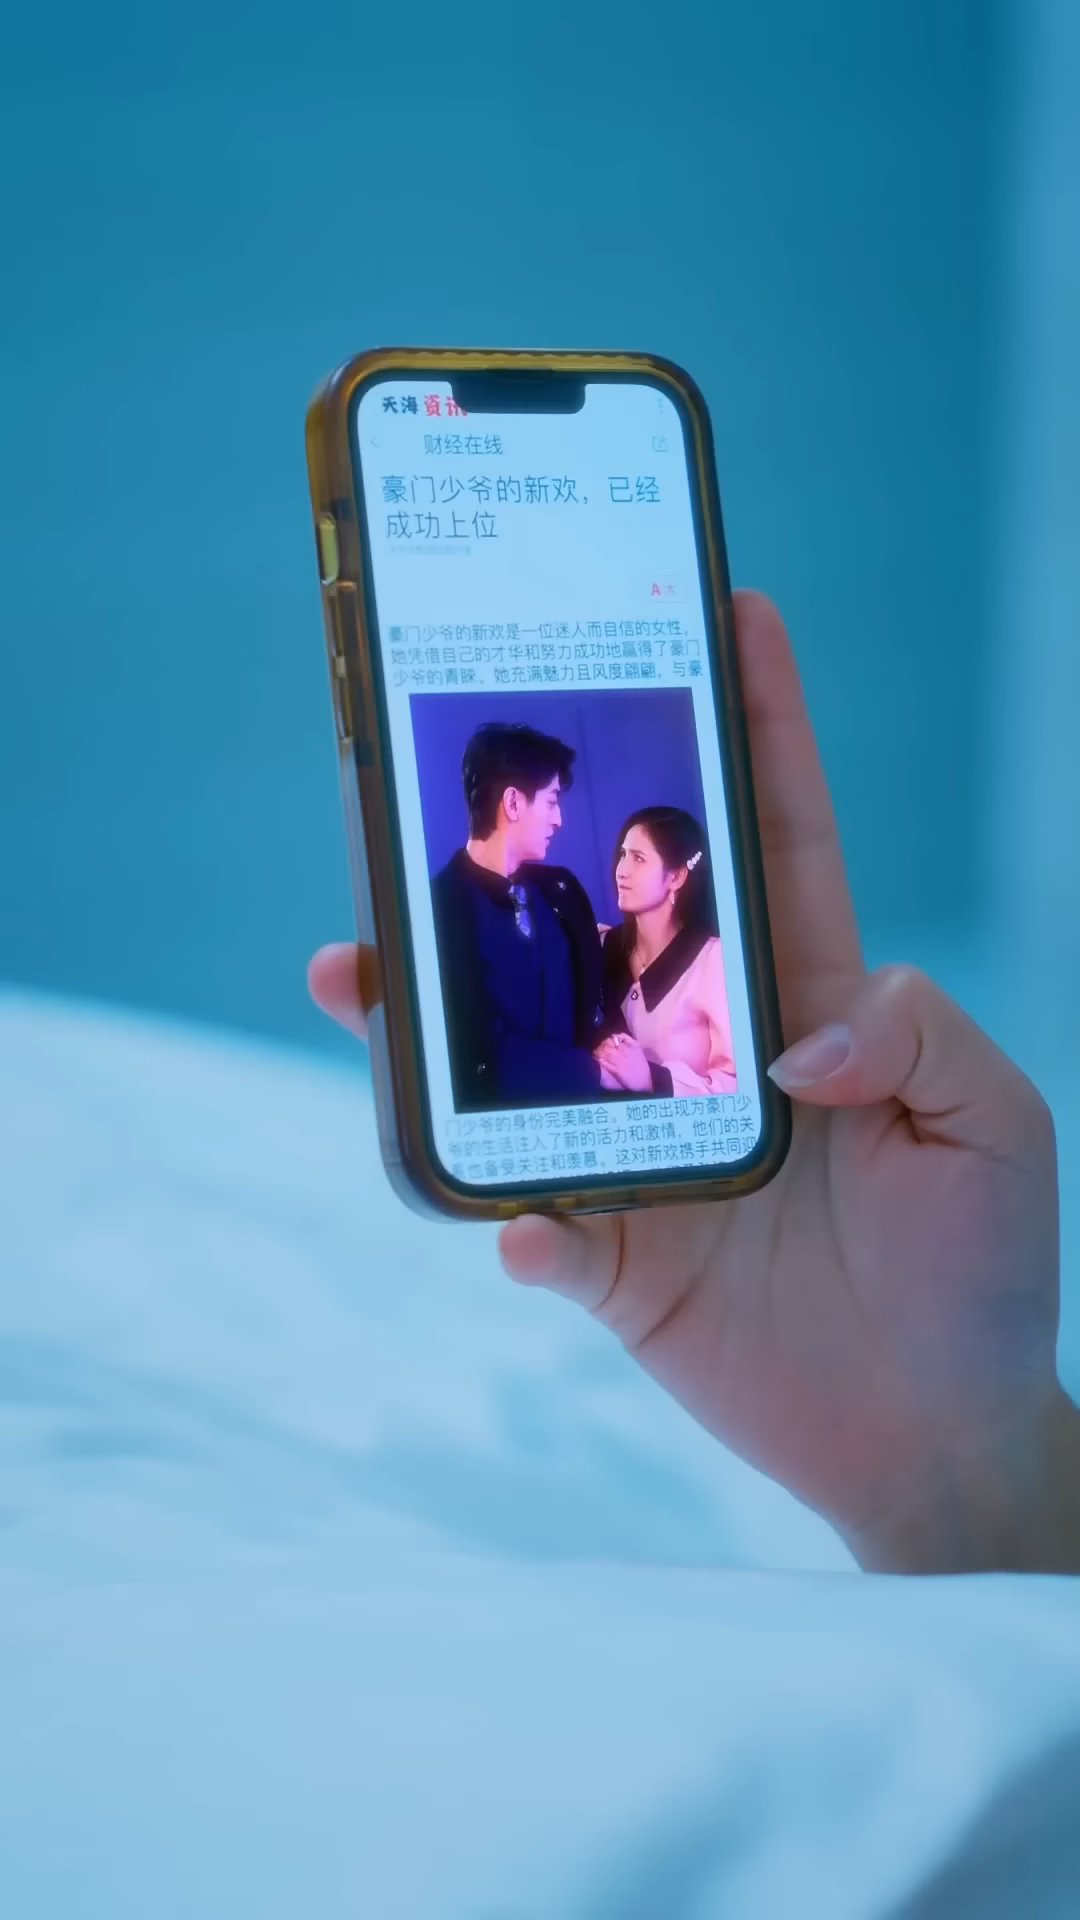 天海资讯
财经在线
豪门少爷的新欢，已经
成功上位
A 大
豪门少爷的新欢是一位迷人而自信的女性，
她凭借自己的才华和努力成功地赢得了豪门
少爷的青睐。她充满魅力且风度翩翩，与豪
门少爷的身份完美融合。她的出现为豪门少
爷的生活注入了新的活力和激情，他们的关
系也备受关注和羡慕。这对新欢携手共同迎